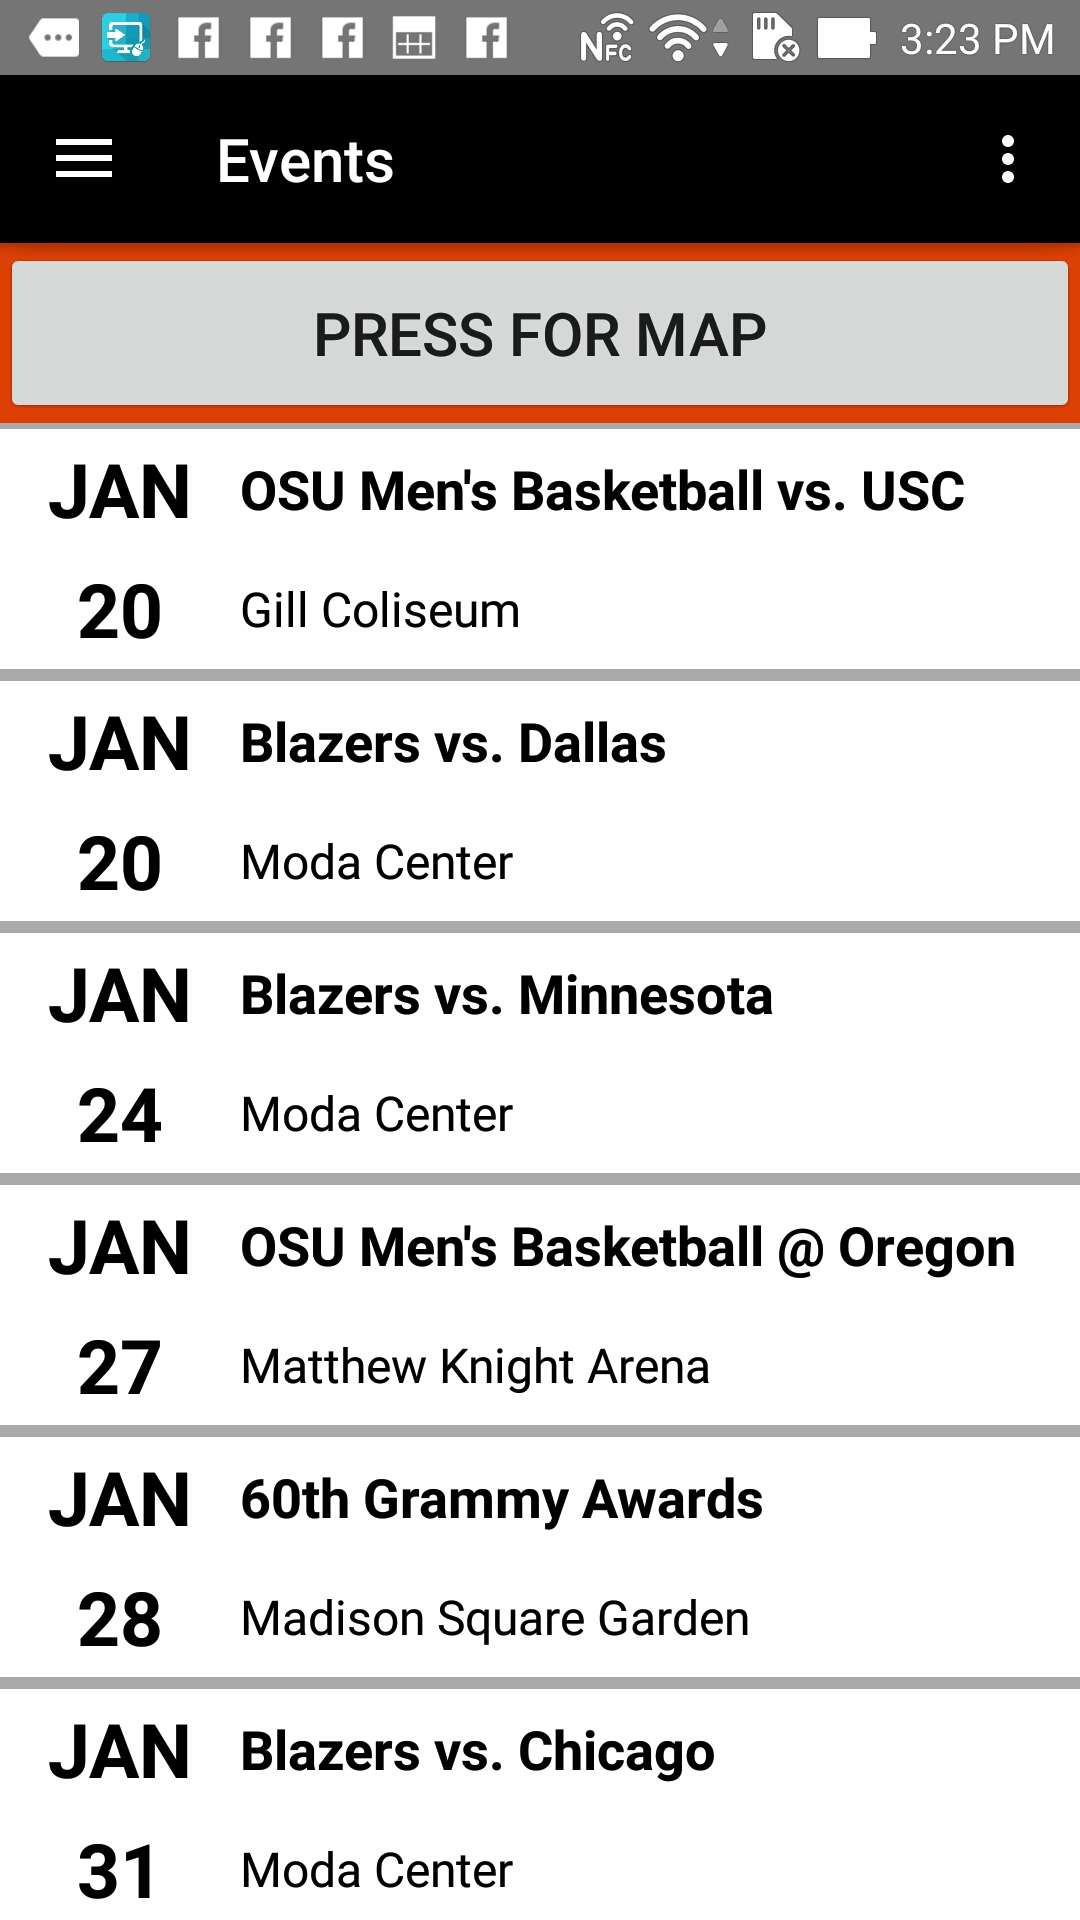 NFC 3:23 PM
Events
PRESS FOR MAP
JAN OSU Men's Basketball vs. USC
20 Gill Coliseum
JAN Blazers vs. Dallas
20 Moda Center
JAN Blazers vs. Minnesota
24 Moda Center
JAN OSU Men's Basketball @ Oregon
27 Matthew Knight Arena
JAN 60th Grammy Awards
28 Madison Square Garden
JAN Blazers vs. Chicago
31 Moda Center